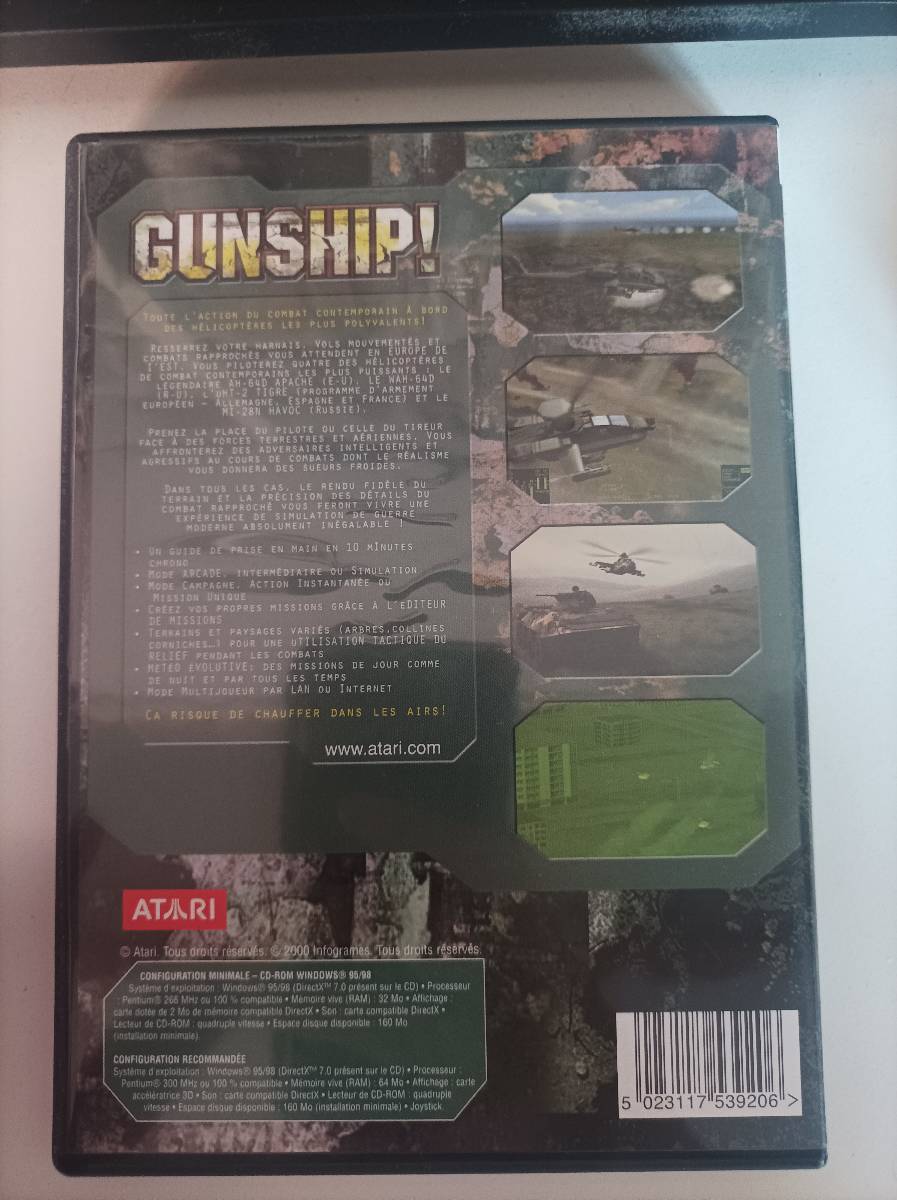 GUNSHIP!
TOUTE L'ACTION DU COMBAT CONTEMPORAIN À BORD
DES HÉLICOPTÈRES LES PLUS POLYVALENTS!
RESSERREZ VOTRE HARNAIS. VOLS MOUVEMENTÉS ET
COMBATS RAPPROCHÉS VOUS ATTENDENT EN EUROPE DE
L'EST. VOUS PILOTEREZ QUATRE DES HÉLICOPTÈRES
DE COMBAT CONTEMPORAINS LES PLUS PUISSANTS : LE
LÉGENDAIRE AH-64D APACHE (E-U), LE WAH-64D
(R-U), L'UHT-2 TIGRE (PROGRAMME D'ARMEMENT
EUROPÉEN - ALLEMAGNE, ESPAGNE ET FRANCE) ET LE
MI-28N HAVOC (RUSSIE).
PRENEZ LA PLACE DU PILOTE OU CELLE DU TIREUR
FACE À DES FORCES TERRESTRES ET AÉRIENNES. VOUS
AFFRONTEREZ DES ADVERSAIRES INTELLIGENTS ET
AGRESSIFS AU COURS DE COMBATS DONT LE RÉALISME
VOUS DONNERA DES SUEURS FROIDES.
DANS TOUS LES CAS, LE RENDU FIDÈLE DU
TERRAIN ET LA PRÉCISION DES DÉTAILS DU
COMBAT RAPPROCHÉ VOUS FERONT VIVRE UNE
EXPÉRIENCE DE SIMULATION DE GUERRE
MODERNE ABSOLUMENT INÉGALABLE !
• UN GUIDE DE PRISE EN MAIN EN 10 MINUTES
CHRONO
• MODE ARCADE, INTERMÉDIAIRE OU SIMULATION
• MODE CAMPAGNE, ACTION INSTANTANÉE OU
MISSION UNIQUE
• CRÉEZ VOS PROPRES MISSIONS GRÂCE À L'EDITEUR
DE MISSIONS
• TERRAINS ET PAYSAGES VARIÉS (ARBRES,COLLINES
CORNICHES…) POUR UNE UTILISATION TACTIQUE DU
RELIEF PENDANT LES COMBATS
• METEO EVOLUTIVE: DES MISSIONS DE JOUR COMME
DE NUIT ET PAR TOUS LES TEMPS
• MODE MULTIJOUEUR PAR LAN OU INTERNET
CA RISQUE DE CHAUFFER DANS LES AIRS!
www.atari.com
ATARI
© Atari. Tous droits réservés. © 2000 Infogrames. Tous droits réservés.
CONFIGURATION MINIMALE – CD-ROM WINDOWS® 95/98
Système d'exploitation : Windows® 95/98 (DirectX™ 7.0 présent sur le CD) • Processeur
: Pentium® 266 MHz ou 100 % compatible • Mémoire vive (RAM) : 32 Mo • Affichage :
carte dotée de 2 Mo de mémoire compatible DirectX • Son : carte compatible DirectX •
Lecteur de CD-ROM : quadruple vitesse • Espace disque disponible : 160 Mo
(installation minimale).
CONFIGURATION RECOMMANDÉE
Système d'exploitation : Windows® 95/98 (DirectX™ 7.0 présent sur le CD) • Processeur :
Pentium® 300 MHz ou 100 % compatible • Mémoire vive (RAM) : 64 Mo • Affichage : carte
accélératrice 3D • Son : carte compatible DirectX • Lecteur de CD-ROM : quadruple
vitesse • Espace disque disponible : 160 Mo (installation minimale) • Joystick.
5 023117 539206 >